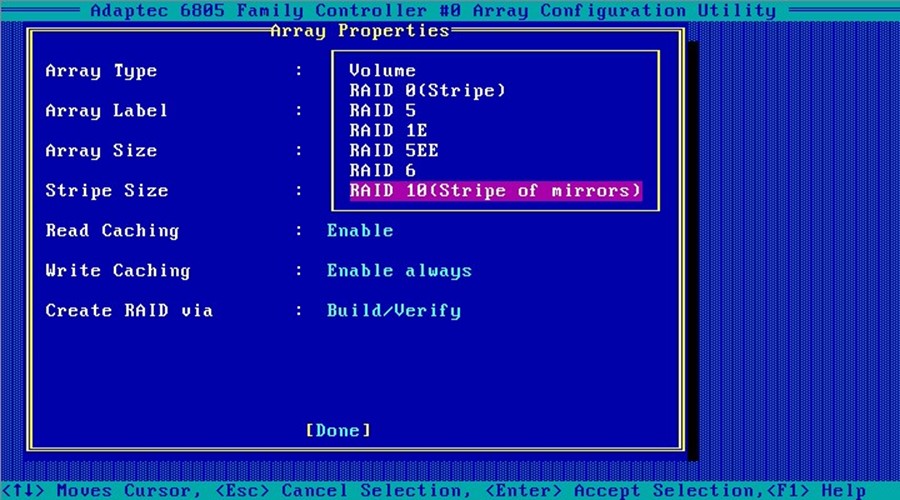 Adaptec 6805 Family Controller #0 Array Configuration Utility
Array Properties
Array Type :
Volume
RAID 0(Stripe)
Array Label :
RAID 5
RAID 1E
Array Size :
RAID 5EE
RAID 6
Stripe Size :
RAID 10(Stripe of mirrors)
Read Caching : Enable
Write Caching : Enable always
Create RAID via : Build/Verify
[Done]
<↑↓> Moves Cursor, <Esc> Cancel Selection, <Enter> Accept Selection,<F1> Help